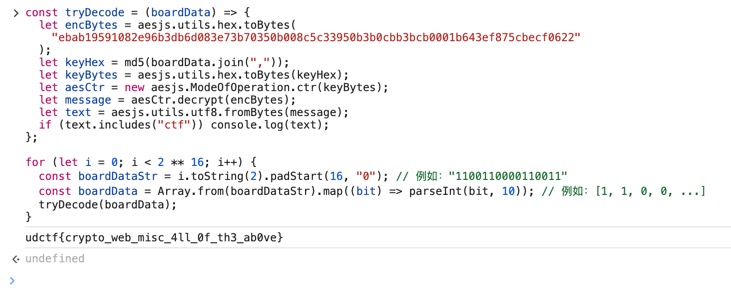 const tryDecode = (boardData) => {
  let encBytes = aesjs.utils.hex.toBytes(
    "ebab19591082e96b3db6d083e73b70350b008c5c33950b3b0cbb3bcb0001b643ef875cbecf0622"
  );
  let keyHex = md5(boardData.join(","));
  let keyBytes = aesjs.utils.hex.toBytes(keyHex);
  let aesCtr = new aesjs.ModeOfOperation.ctr(keyBytes);
  let message = aesCtr.decrypt(encBytes);
  let text = aesjs.utils.utf8.fromBytes(message);
  if (text.includes("ctf")) console.log(text);
};

for (let i = 0; i < 2 ** 16; i++) {
  const boardDataStr = i.toString(2).padStart(16, "0"); // 例如："1100110000110011"
  const boardData = Array.from(boardDataStr).map((bit) => parseInt(bit, 10)); // 例如：[1, 1, 0, 0, ...]
  tryDecode(boardData);
}
udctf{crypto_web_misc_4ll_0f_th3_ab0ve}
undefined